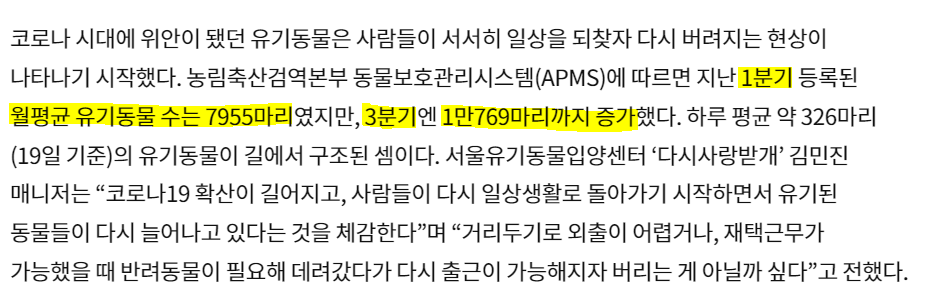 코로나 시대에 위안이 됐던 유기동물은 사람들이 서서히 일상을 되찾자 다시 버려지는 현상이
나타나기 시작했다. 농림축산검역본부 동물보호관리시스템(APMS)에 따르면 지난 1분기 등록된
월평균 유기동물 수는 7955마리였지만, 3분기엔 1만769마리까지 증가했다. 하루 평균 약 326마리
(19일 기준)의 유기동물이 길에서 구조된 셈이다. 서울유기동물입양센터 ‘다시사랑받개’ 김민진
매니저는 “코로나19 확산이 길어지고, 사람들이 다시 일상생활로 돌아가기 시작하면서 유기된
동물들이 다시 늘어나고 있다는 것을 체감한다”며 “거리두기로 외출이 어렵거나, 재택근무가
가능했을 때 반려동물이 필요해 데려갔다가 다시 출근이 가능해지자 버리는 게 아닐까 싶다”고 전했다.